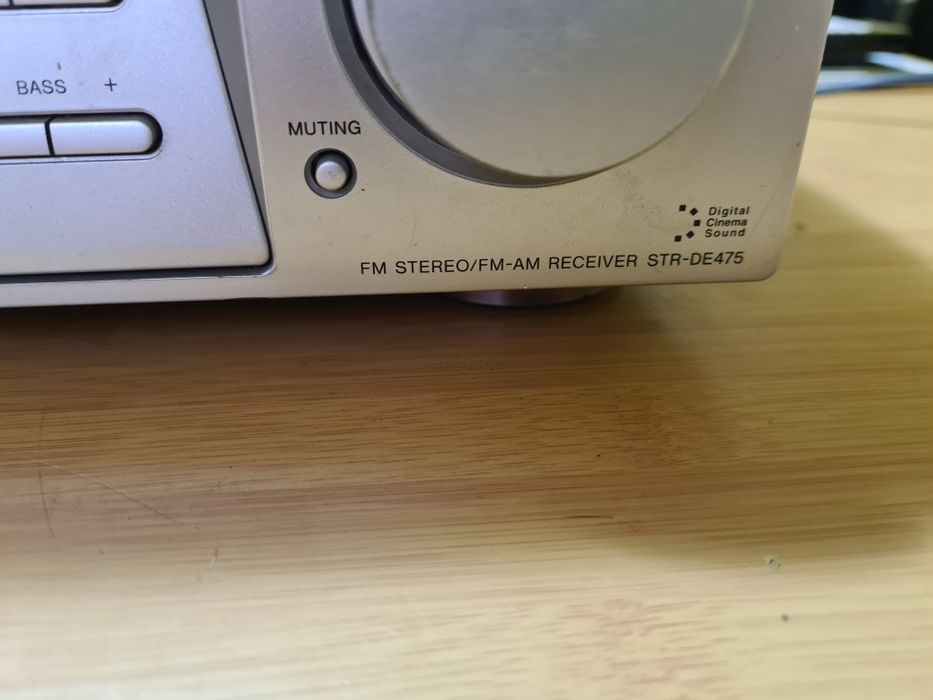 BASS +
MUTING
Digital
Cinema
Sound
FM STEREO/FM-AM RECEIVER STR-DE475